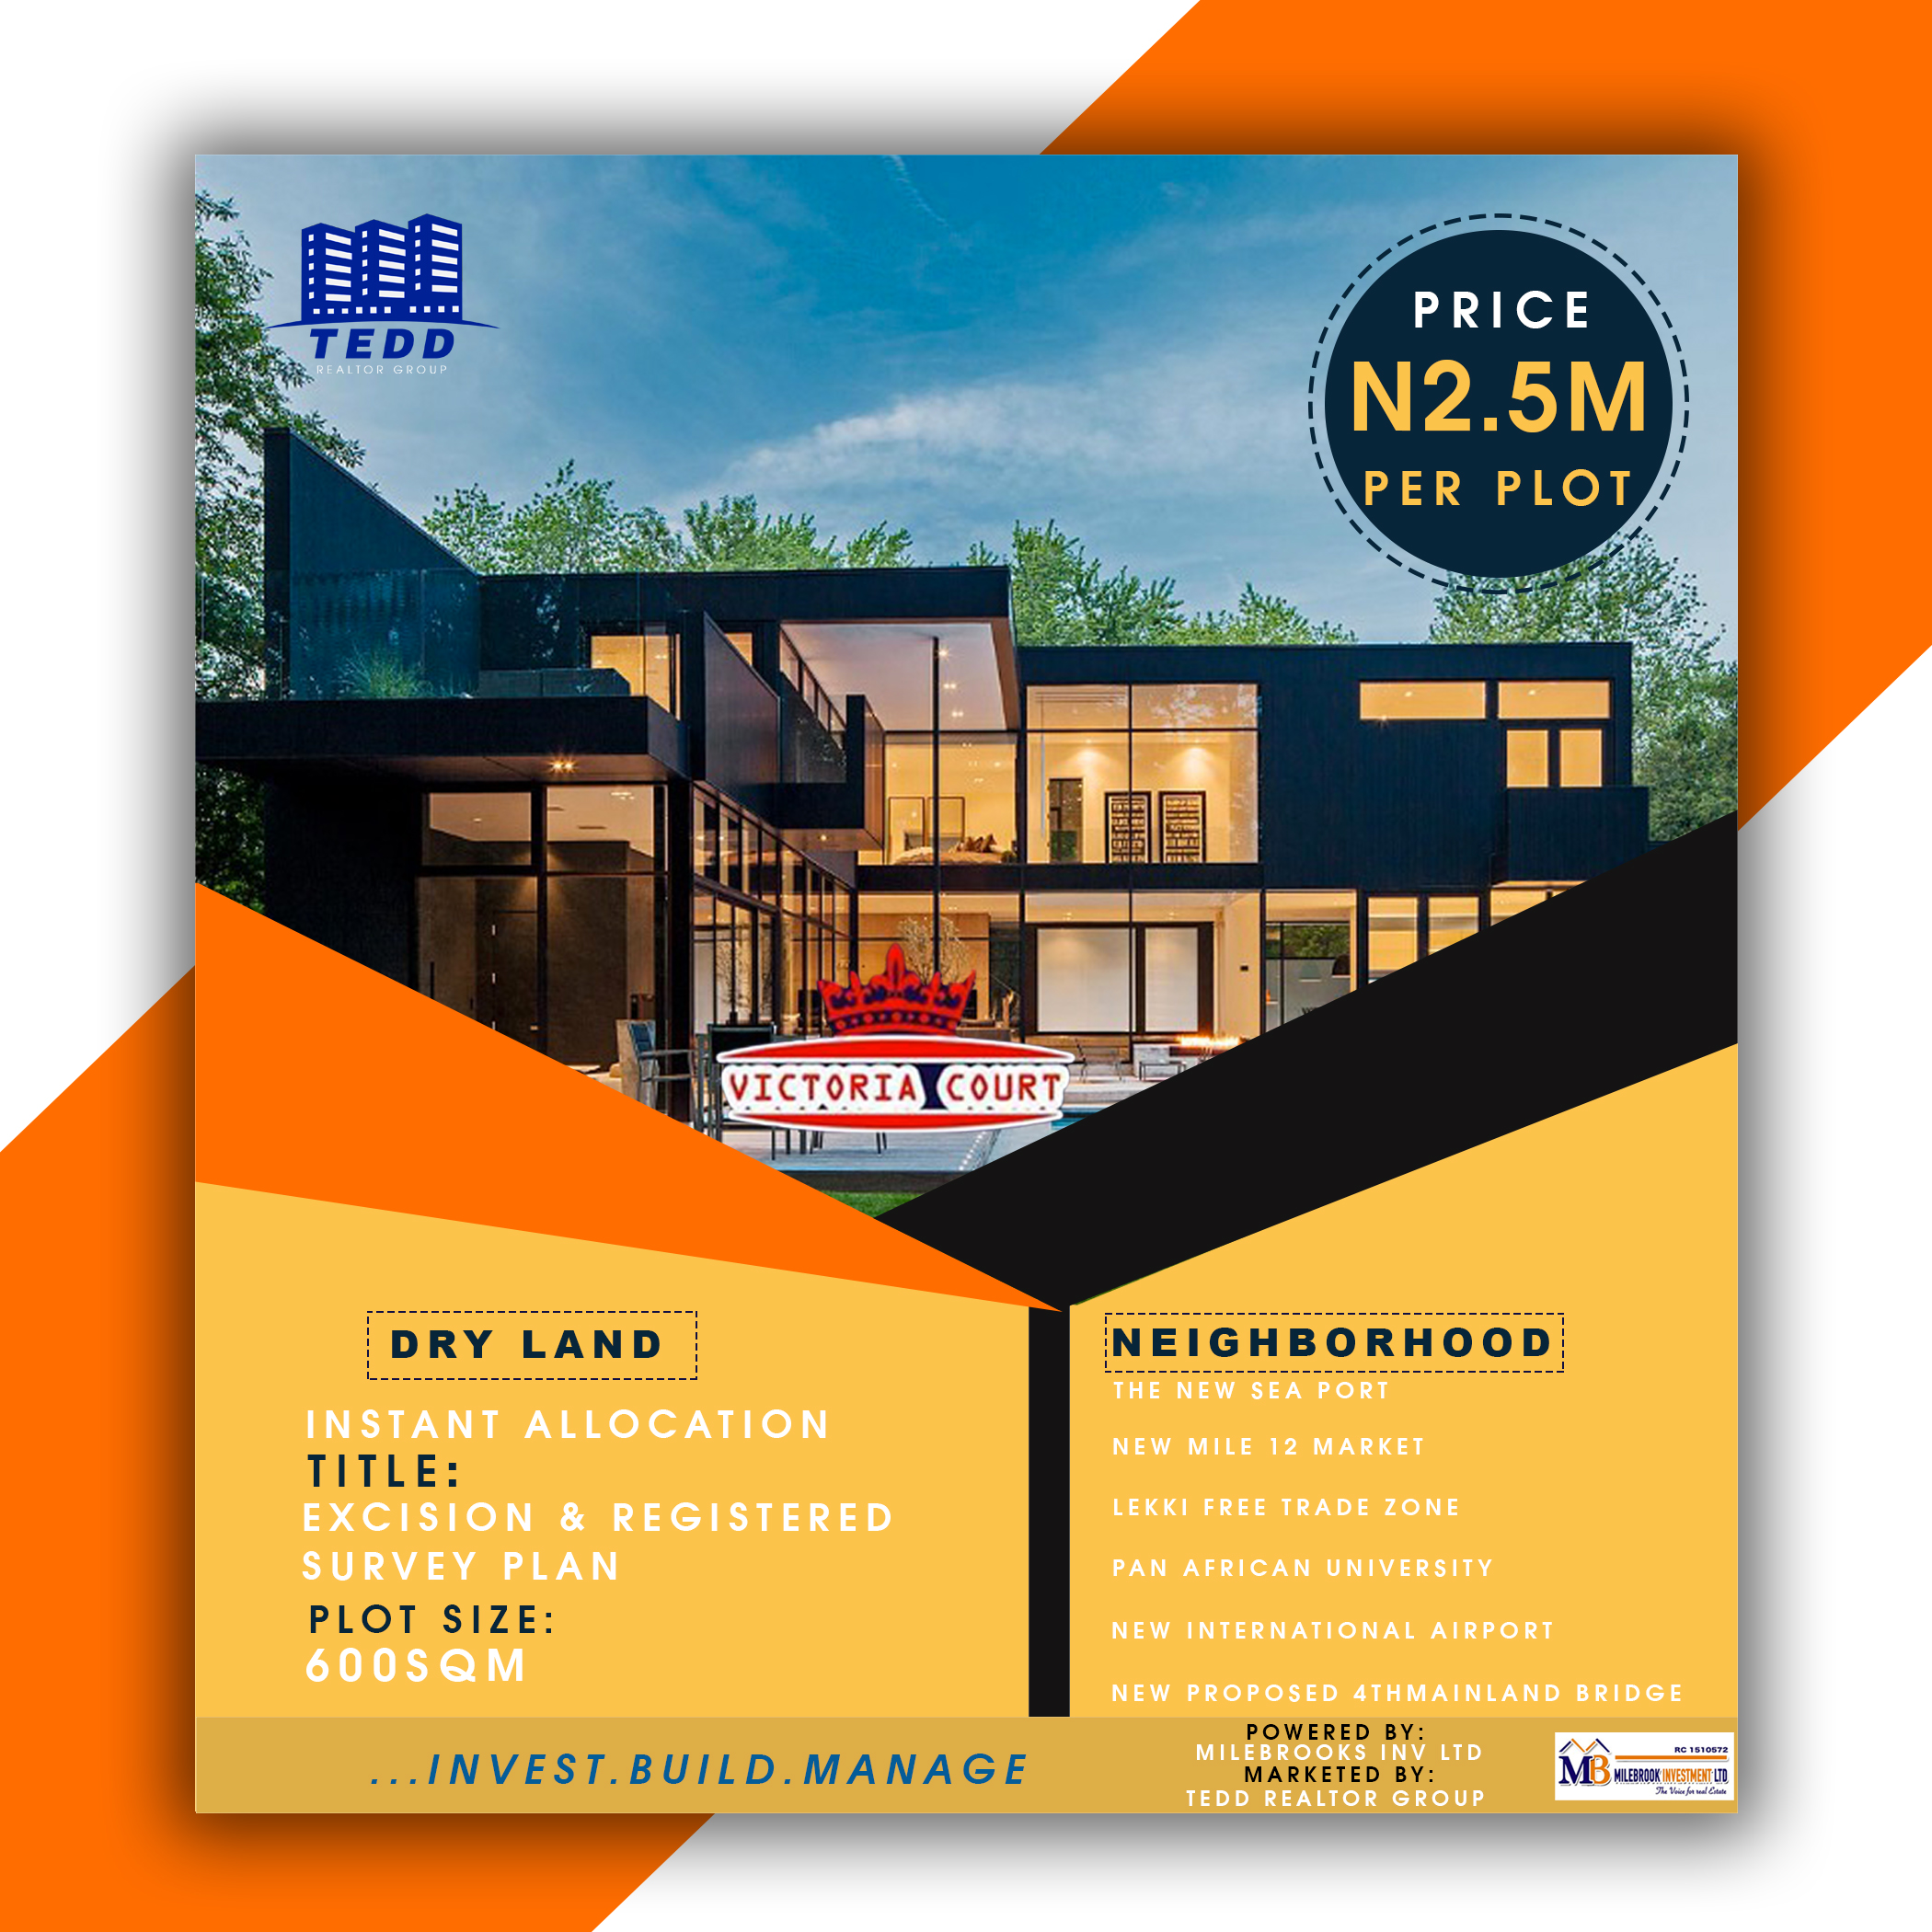 TEDD
REALTOR GROUP
PRICE
N2.5M
PER PLOT
VICTORIA COURT
DRY LAND
INSTANT ALLOCATION
TITLE:
EXCISION & REGISTERED
SURVEY PLAN
PLOT SIZE:
600SQM
NEIGHBORHOOD
THE NEW SEA PORT
NEW MILE 12 MARKET
LEKKI FREE TRADE ZONE
PAN AFRICAN UNIVERSITY
NEW INTERNATIONAL AIRPORT
NEW PROPOSED 4THMAINLAND BRIDGE
...INVEST.BUILD.MANAGE
POWERED BY:
MILEBROOKS INV LTD
MARKETED BY:
TEDD REALTOR GROUP
RC 1510572
MB MILEBROOK INVESTMENT LTD
The Voice for real Estate